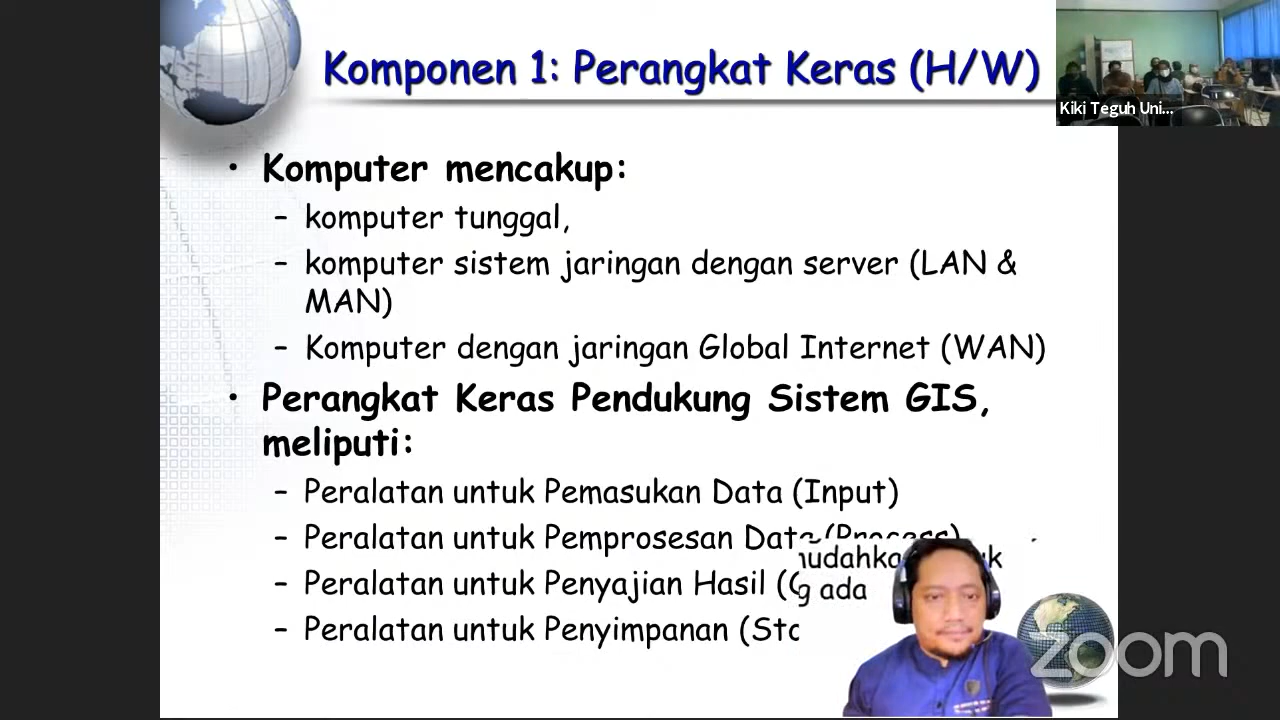 Komponen 1: Perangkat Keras (H/W)
Kiki Teguh Uni...
• Komputer mencakup:
– komputer tunggal,
– komputer sistem jaringan dengan server (LAN &
MAN)
– Komputer dengan jaringan Global Internet (WAN)
• Perangkat Keras Pendukung Sistem GIS,
meliputi:
– Peralatan untuk Pemasukan Data (Input)
– Peralatan untuk Pemprosesan Data (Process)
– Peralatan untuk Penyajian Hasil
– Peralatan untuk Penyimpanan
ada
zoom